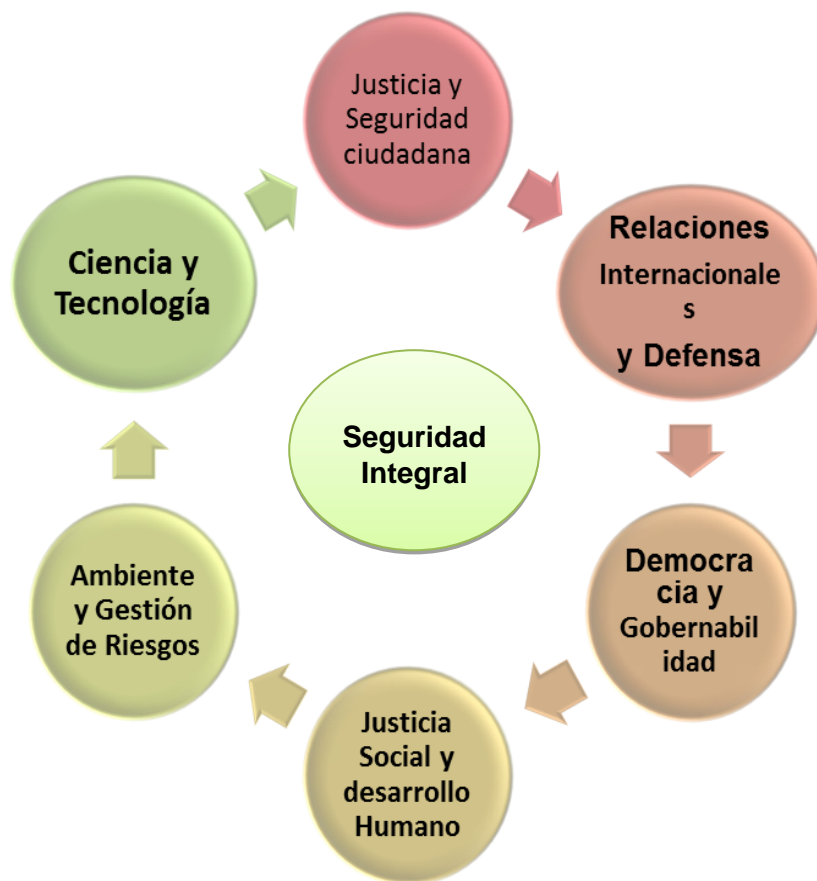 Justicia y
Seguridad
ciudadana
Relaciones
Internacionale
s
y Defensa
Democra
cia y
Gobernabil
idad
Justicia
Social y
desarrollo
Humano
Ambiente
y Gestión
de Riesgos
Ciencia y
Tecnología
Seguridad
Integral